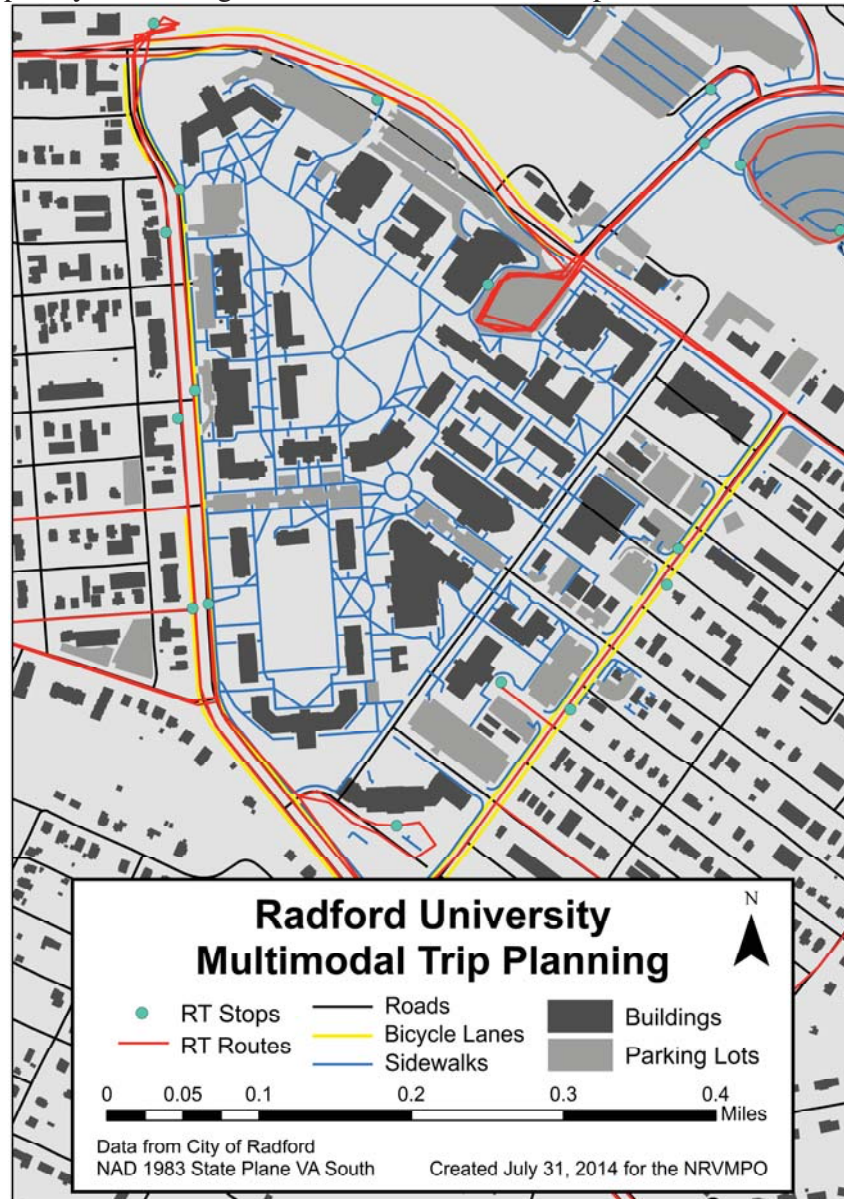 Radford University
Multimodal Trip Planning
N
RT Stops
RT Routes
Roads
Bicycle Lanes
Sidewalks
Buildings
Parking Lots
0 0.05 0.1 0.2 0.3 0.4
Miles
Data from City of Radford
NAD 1983 State Plane VA South
Created July 31, 2014 for the NRVMPO